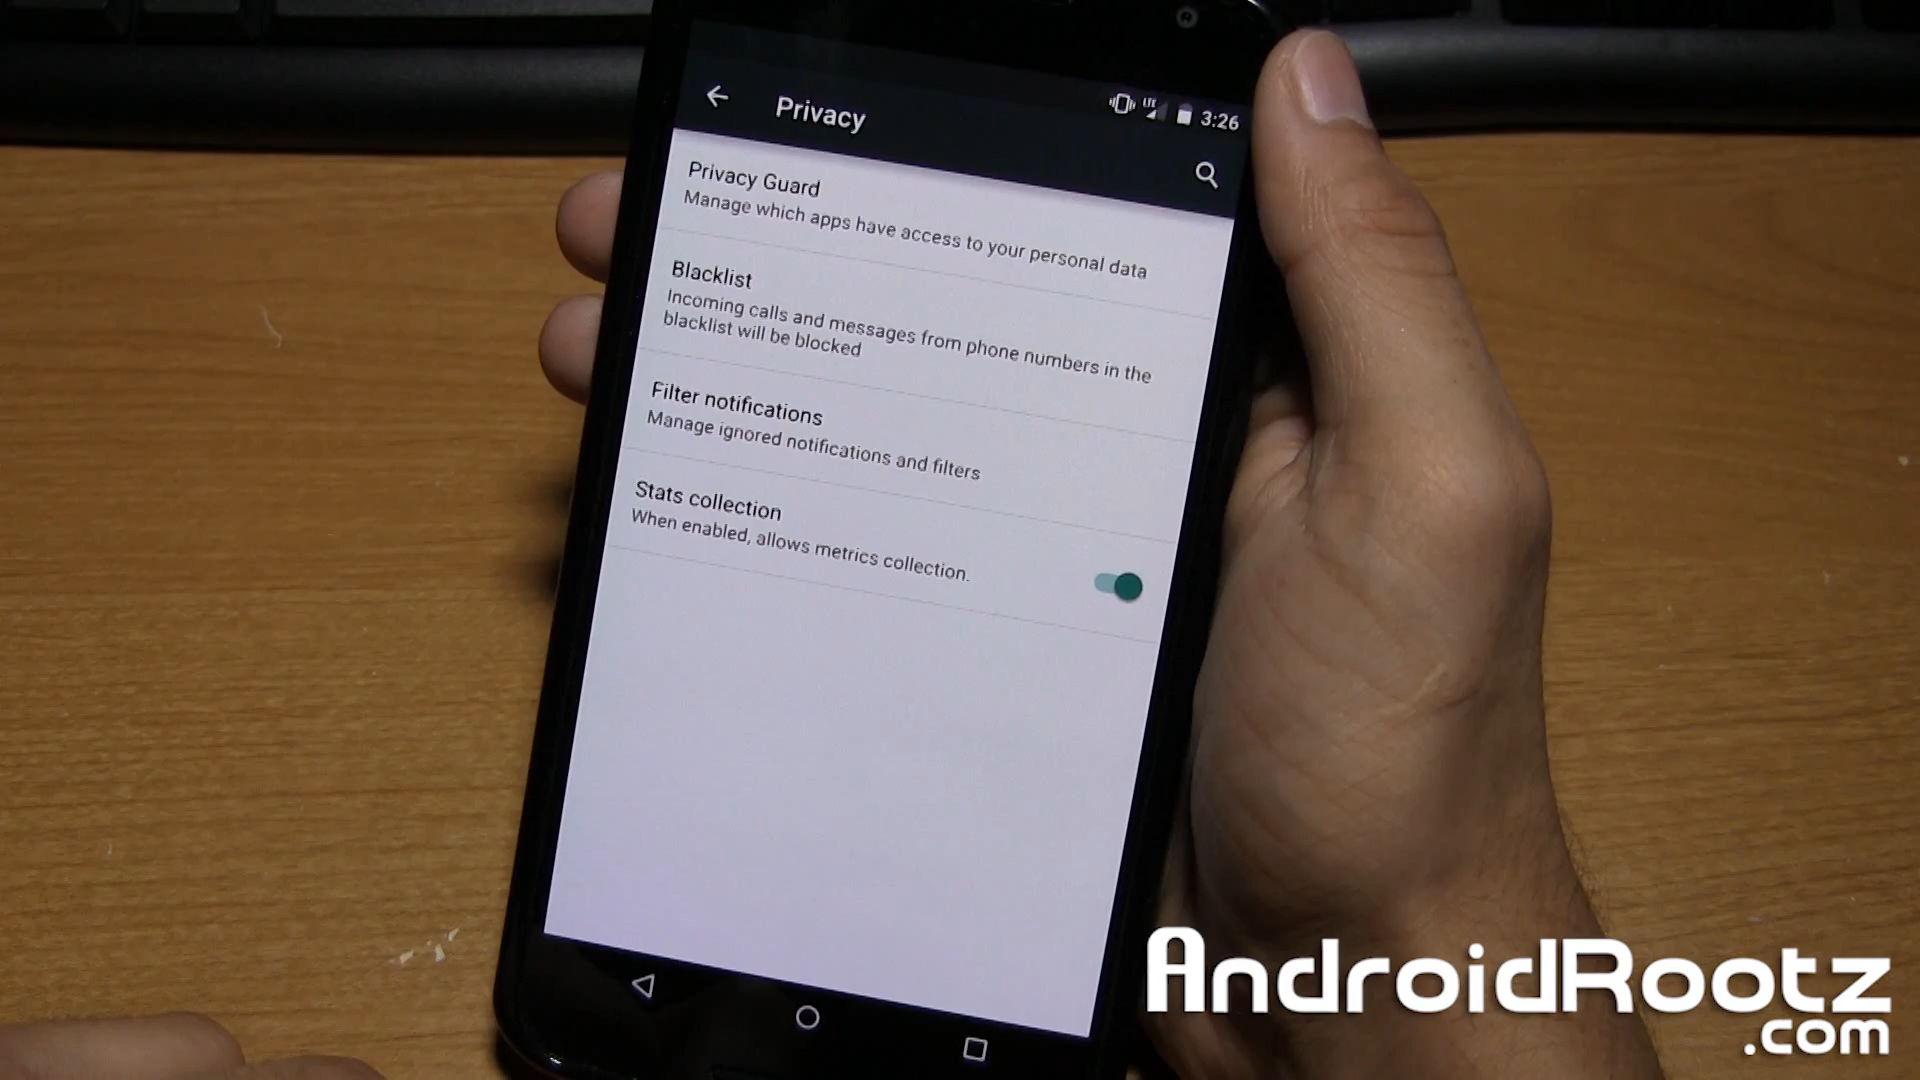 LTE 3:26
Privacy
Privacy Guard
Manage which apps have access to your personal data
Blacklist
Incoming calls and messages from phone numbers in the
blacklist will be blocked
Filter notifications
Manage ignored notifications and filters
Stats collection
When enabled, allows metrics collection.
AndroidRootz
.com